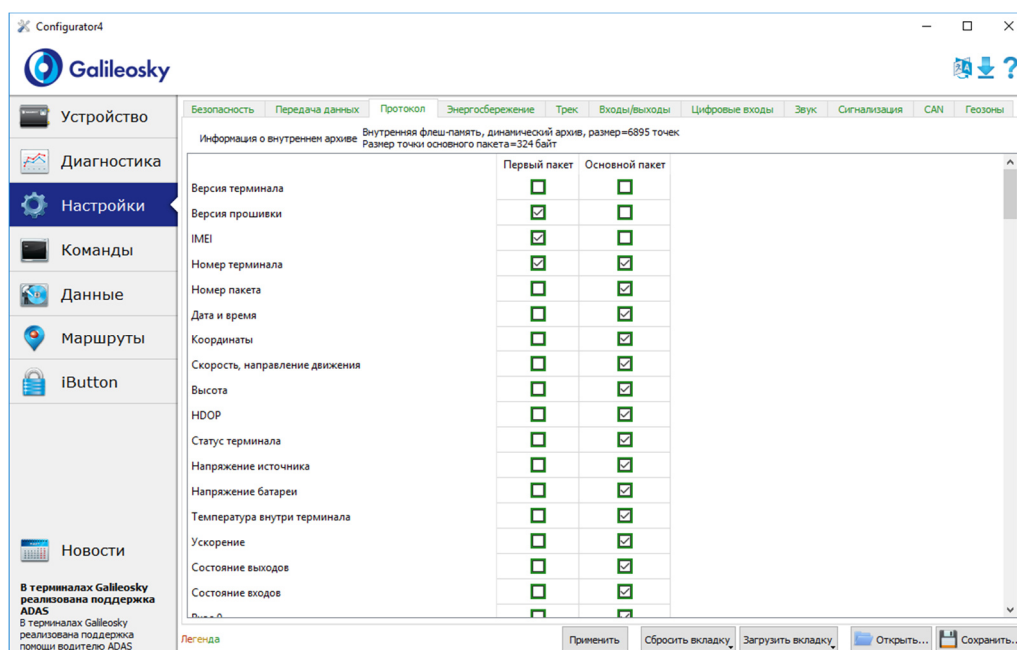 Configurator4
Galileosky
Устройство
Диагностика
Настройки
Команды
Данные
Маршруты
iButton
Новости
В терминалах Galileosky
реализована поддержка
ADAS
В терминалах Galileosky
реализована поддержка
помощи водителю ADAS
Безопасность Передача данных Протокол Энергосбережение Трек Входы/выходы Цифровые входы Звук Сигнализация CAN Геозоны
Информация о внутреннем архиве
Внутренняя флеш-память, динамический архив, размер=6895 точек
Размер точки основного пакета=324 байт
Первый пакет Основной пакет
Версия терминала
Версия прошивки
IMEI
Номер терминала
Номер пакета
Дата и время
Координаты
Скорость, направление движения
Высота
HDOP
Статус терминала
Напряжение источника
Напряжение батареи
Температура внутри терминала
Ускорение
Состояние выходов
Состояние входов
Легенда
Применить Сбросить вкладку Загрузить вкладку Открыть... Сохранить...